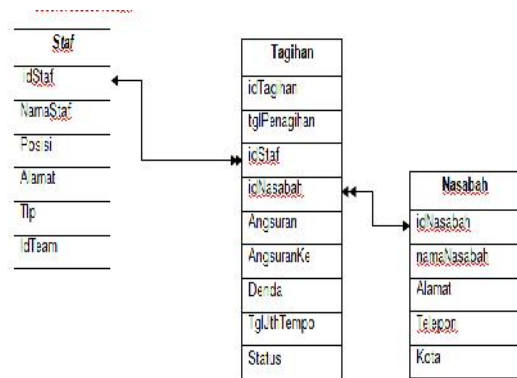 Staf
IdStaf
NamaStaf
Posisi
Alamat
Tlp
IdTeam
Tagihan
idTagihan
tglPenagihan
idStaf
idNasabah
Angsuran
AngsuranKe
Denda
TglJthTempo
Status
Nasabah
idNasabah
namaNasabah
Alamat
Telepon
Kota